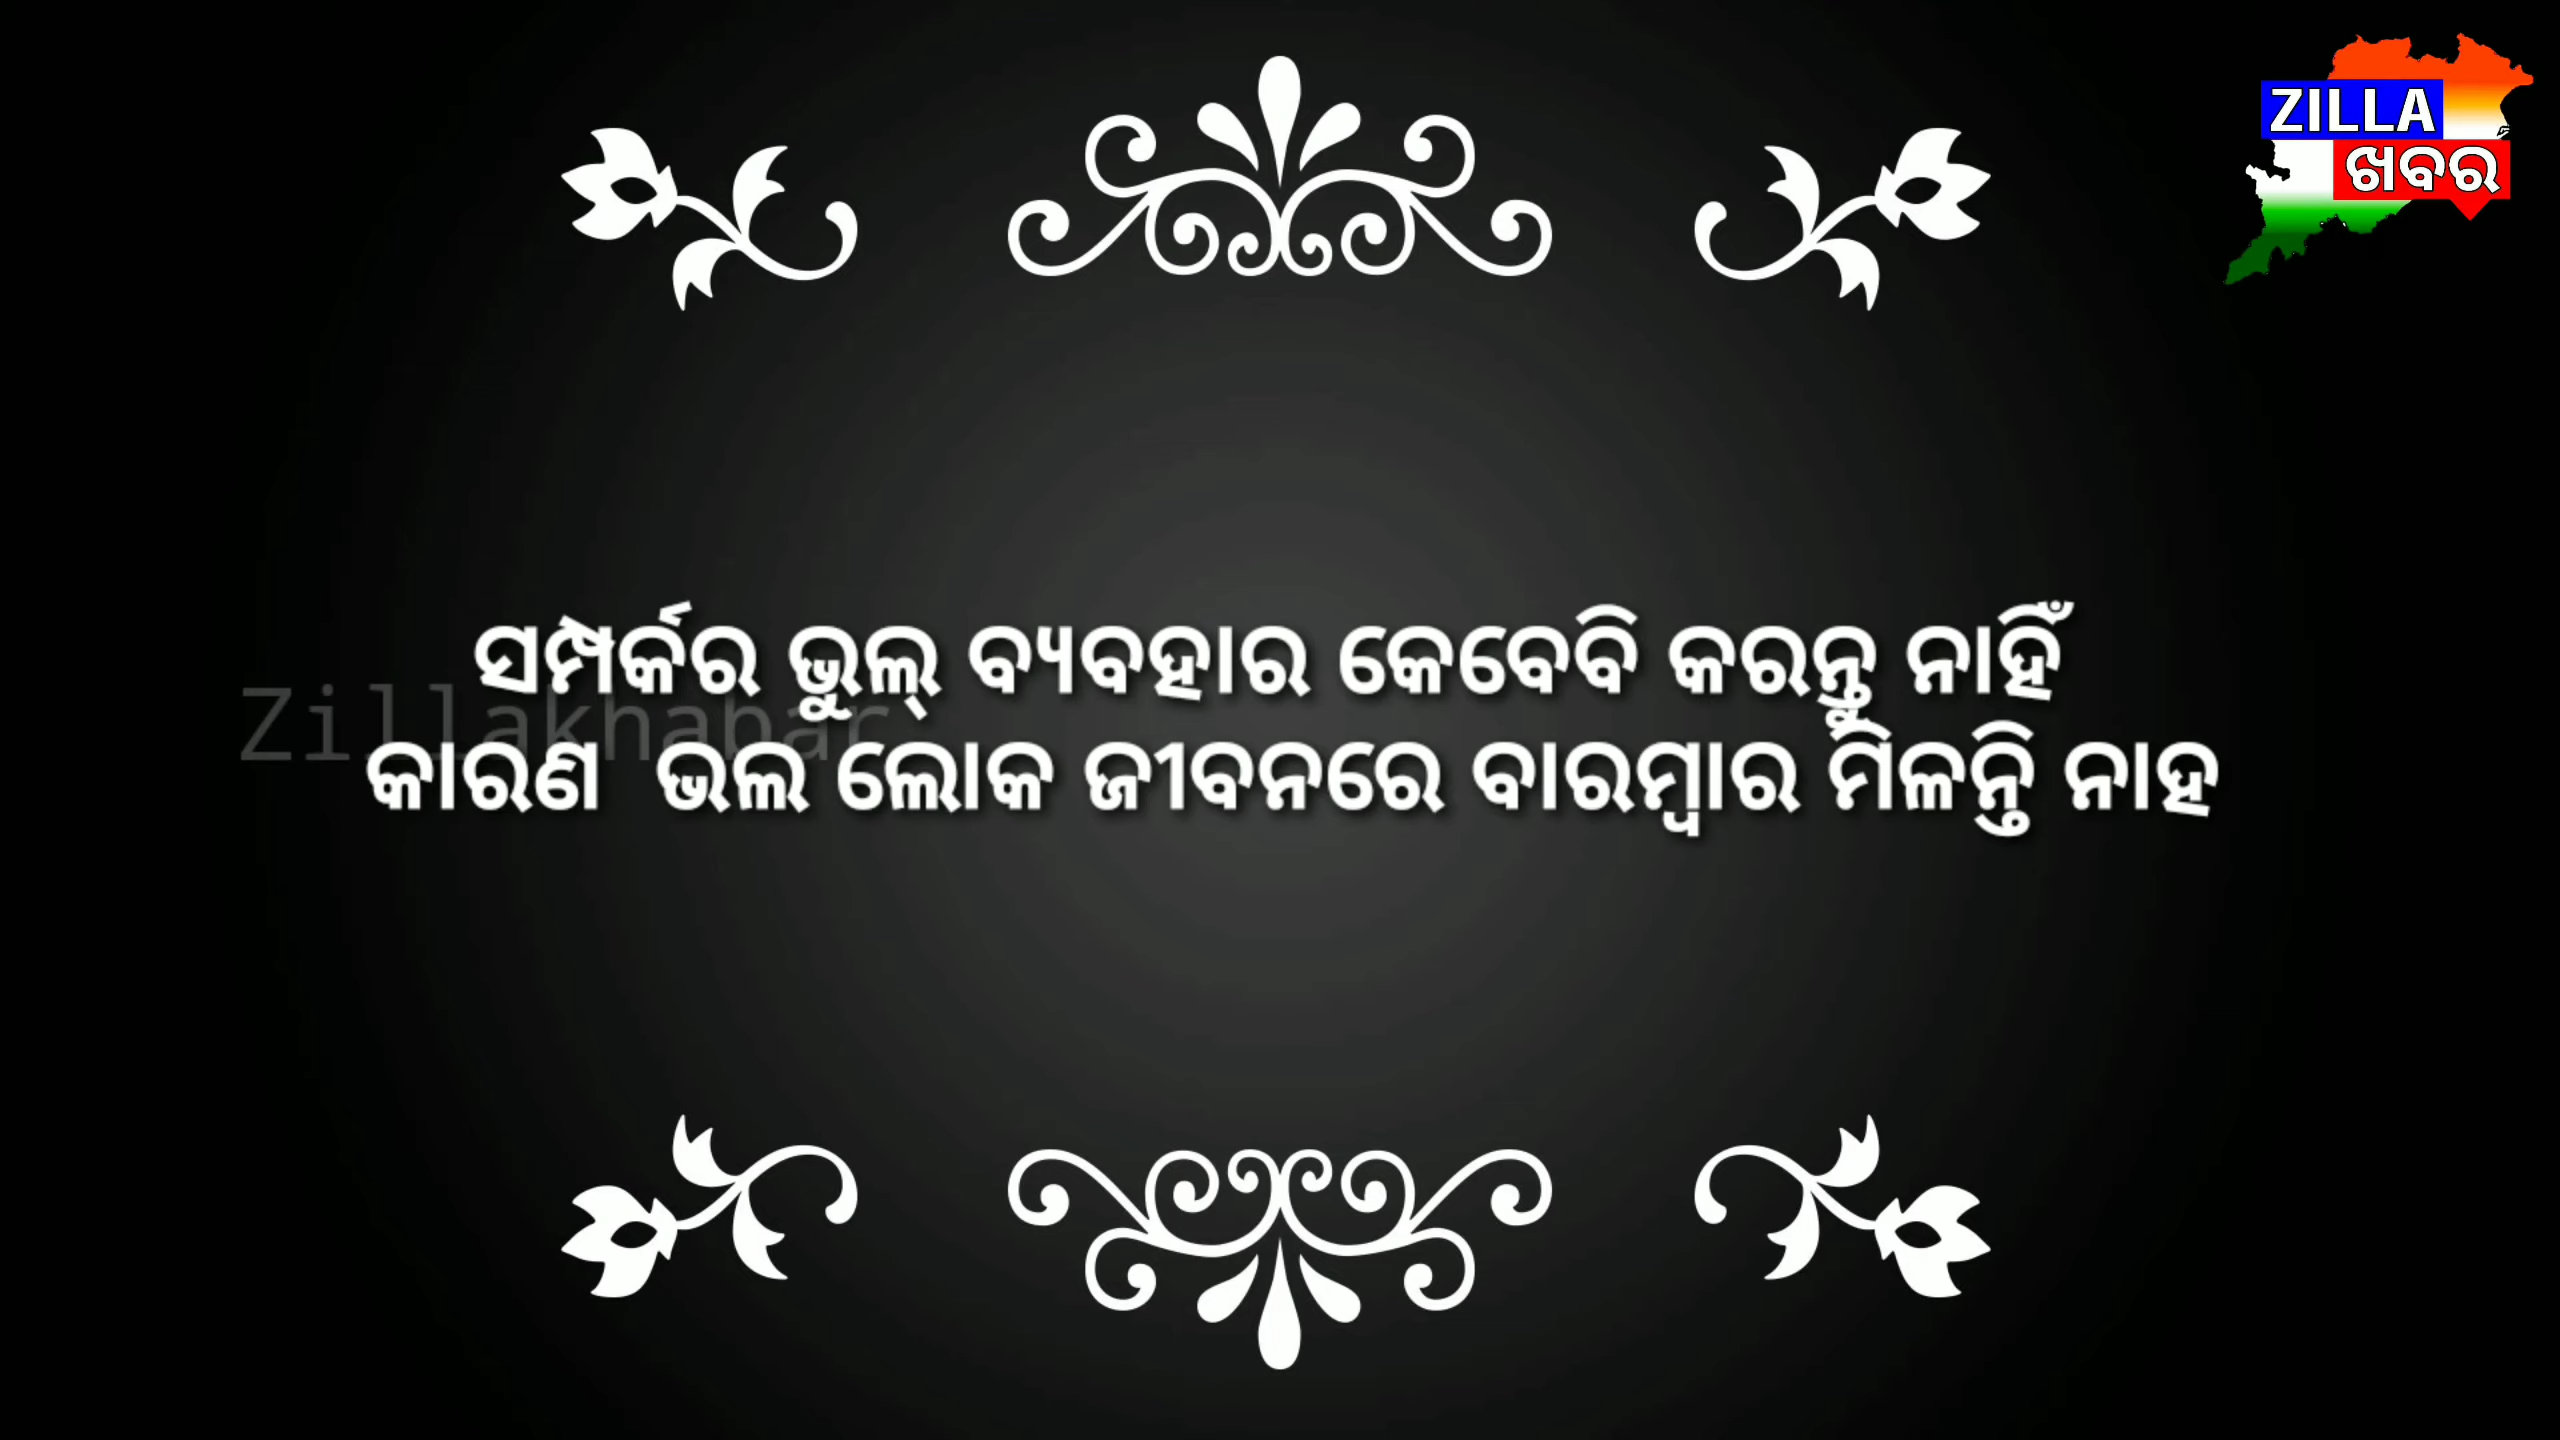 ZILLA
ଖବର
ସମ୍ପର୍କର ଭୁଲ୍ ବ୍ୟବହାର କେବେବି କରନ୍ତୁ ନାହିଁ
Zillakhabar
କାରଣ ଭଲ ଲୋକ ଜୀବନରେ ବାରମ୍ବାର ମିଳନ୍ତି ନାହ